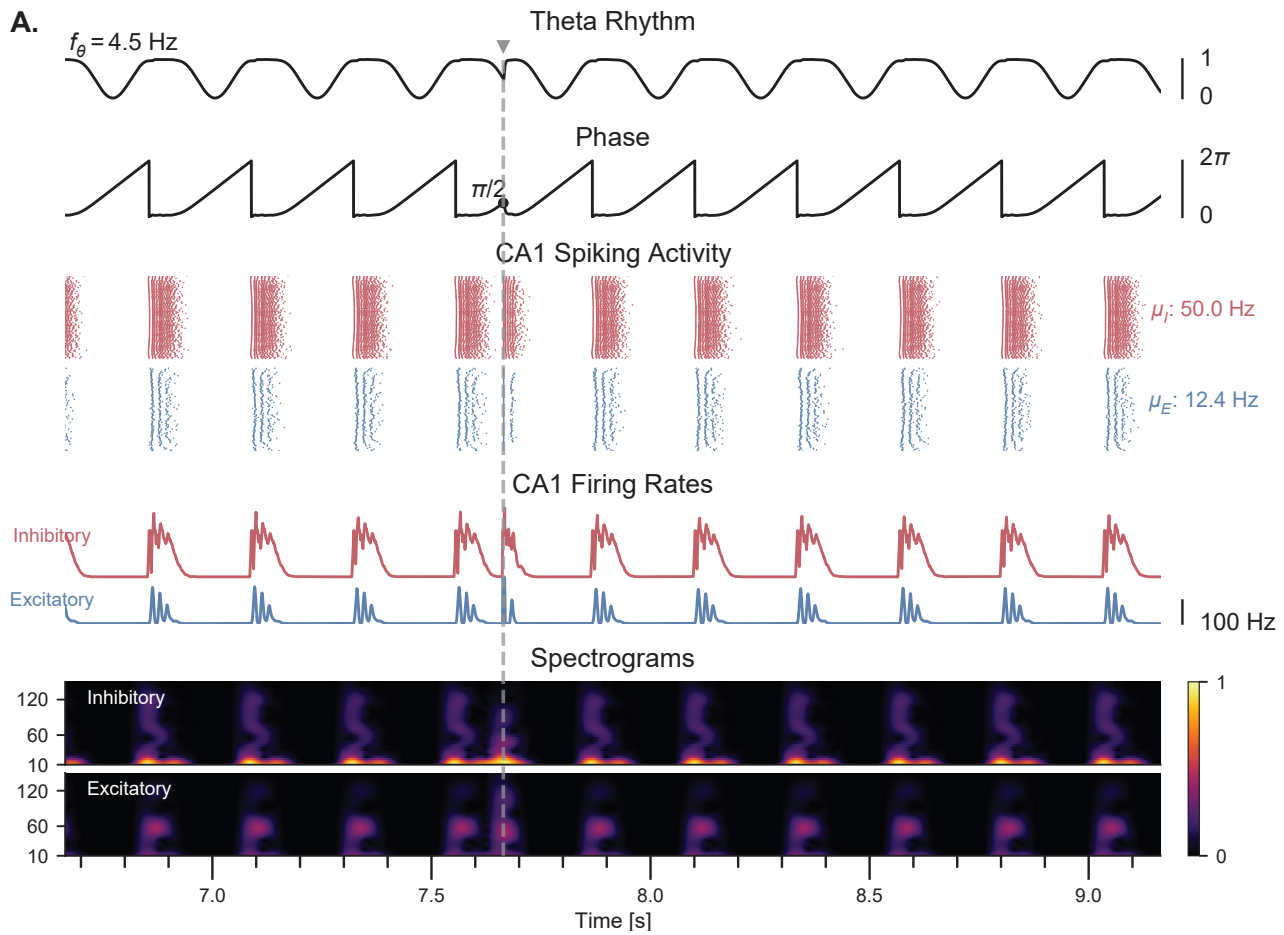 A.
Theta Rhythm
fθ = 4.5 Hz
1
0
Phase
2π
π/2
0
CA1 Spiking Activity
μI: 50.0 Hz
μE: 12.4 Hz
CA1 Firing Rates
Inhibitory
Excitatory
100 Hz
Spectrograms
Inhibitory
120
60
10
1
Excitatory
120
60
10
0
7.0 7.5 8.0 8.5 9.0
Time [s]